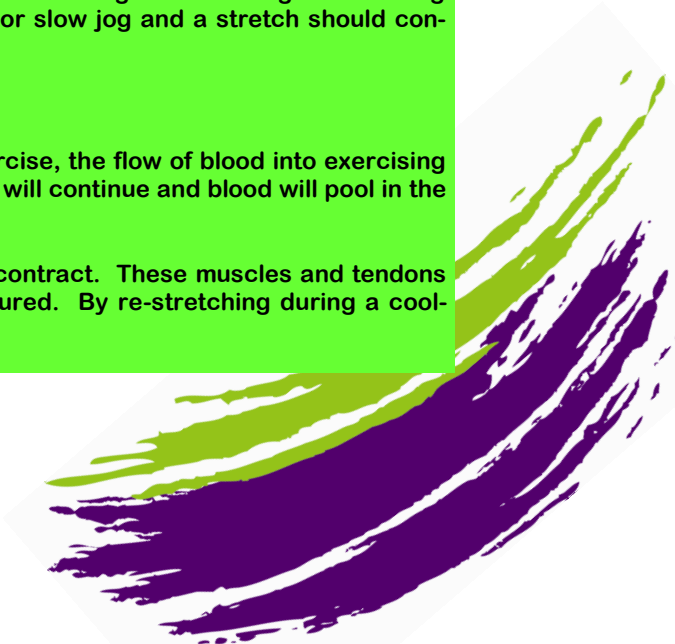 or slow jog and a stretch should con-
rcise, the flow of blood into exercising
will continue and blood will pool in the
contract. These muscles and tendons
ured. By re-stretching during a cool-